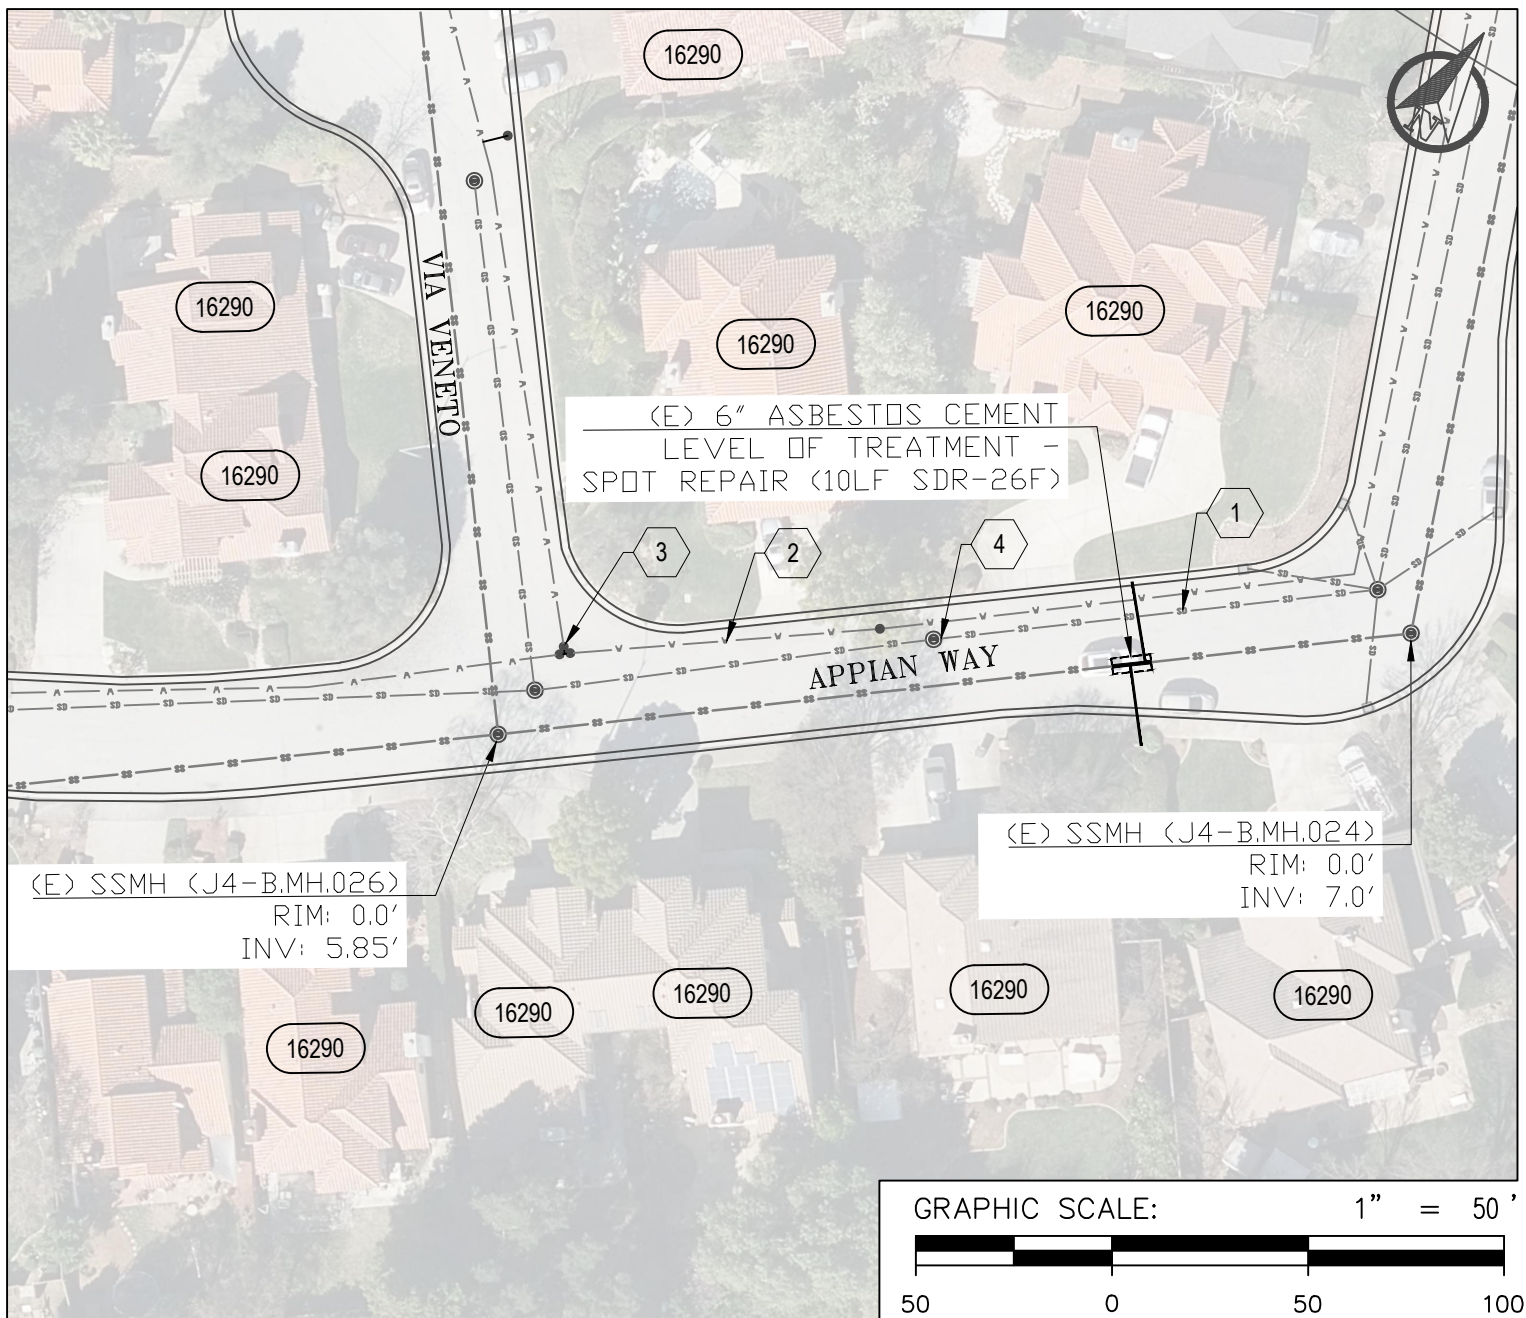 16290
N
16290
VIA VENETO
16290
16290
16290
(E) 6" ASBESTOS CEMENT
LEVEL OF TREATMENT -
SPOT REPAIR (10LF SDR-26F)
16290
1
3
2
4
APPIAN WAY
(E) SSMH (J4-B.MH.024)
RIM: 0.0'
INV: 7.0'
(E) SSMH (J4-B.MH.026)
RIM: 0.0'
INV: 5.85'
16290
16290
16290
16290
16290
GRAPHIC SCALE: 1" = 50 '
50 0 50 100